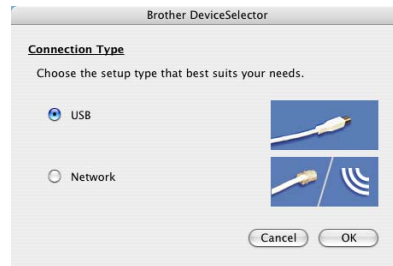 Brother DeviceSelector
Connection Type
Choose the setup type that best suits your needs.
USB
Network
Cancel OK